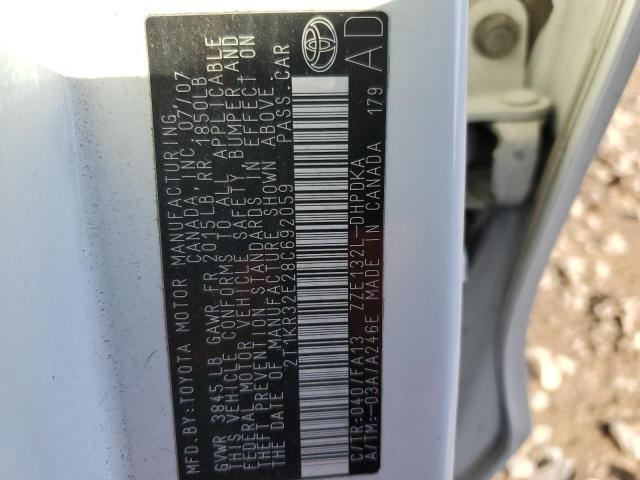 MFD.BY:TOYOTA MOTOR MANUFACTURING
CANADA, INC. 07/07
GVWR 3845 LB GAWR FR 2015LB, RR 1850LB
THIS VEHICLE CONFORMS TO ALL APPLICABLE
FEDERAL MOTOR VEHICLE SAFETY, BUMPER, AND
THEFT PREVENTION STANDARDS IN EFFECT ON
THE DATE OF MANUFACTURE SHOWN ABOVE.
2T1KR32E28C692059 PASS.CAR
C/TR:040/FA13 ZZE132L-DHPDKA
A/TM:-03A/A246E MADE IN CANADA 179
AD